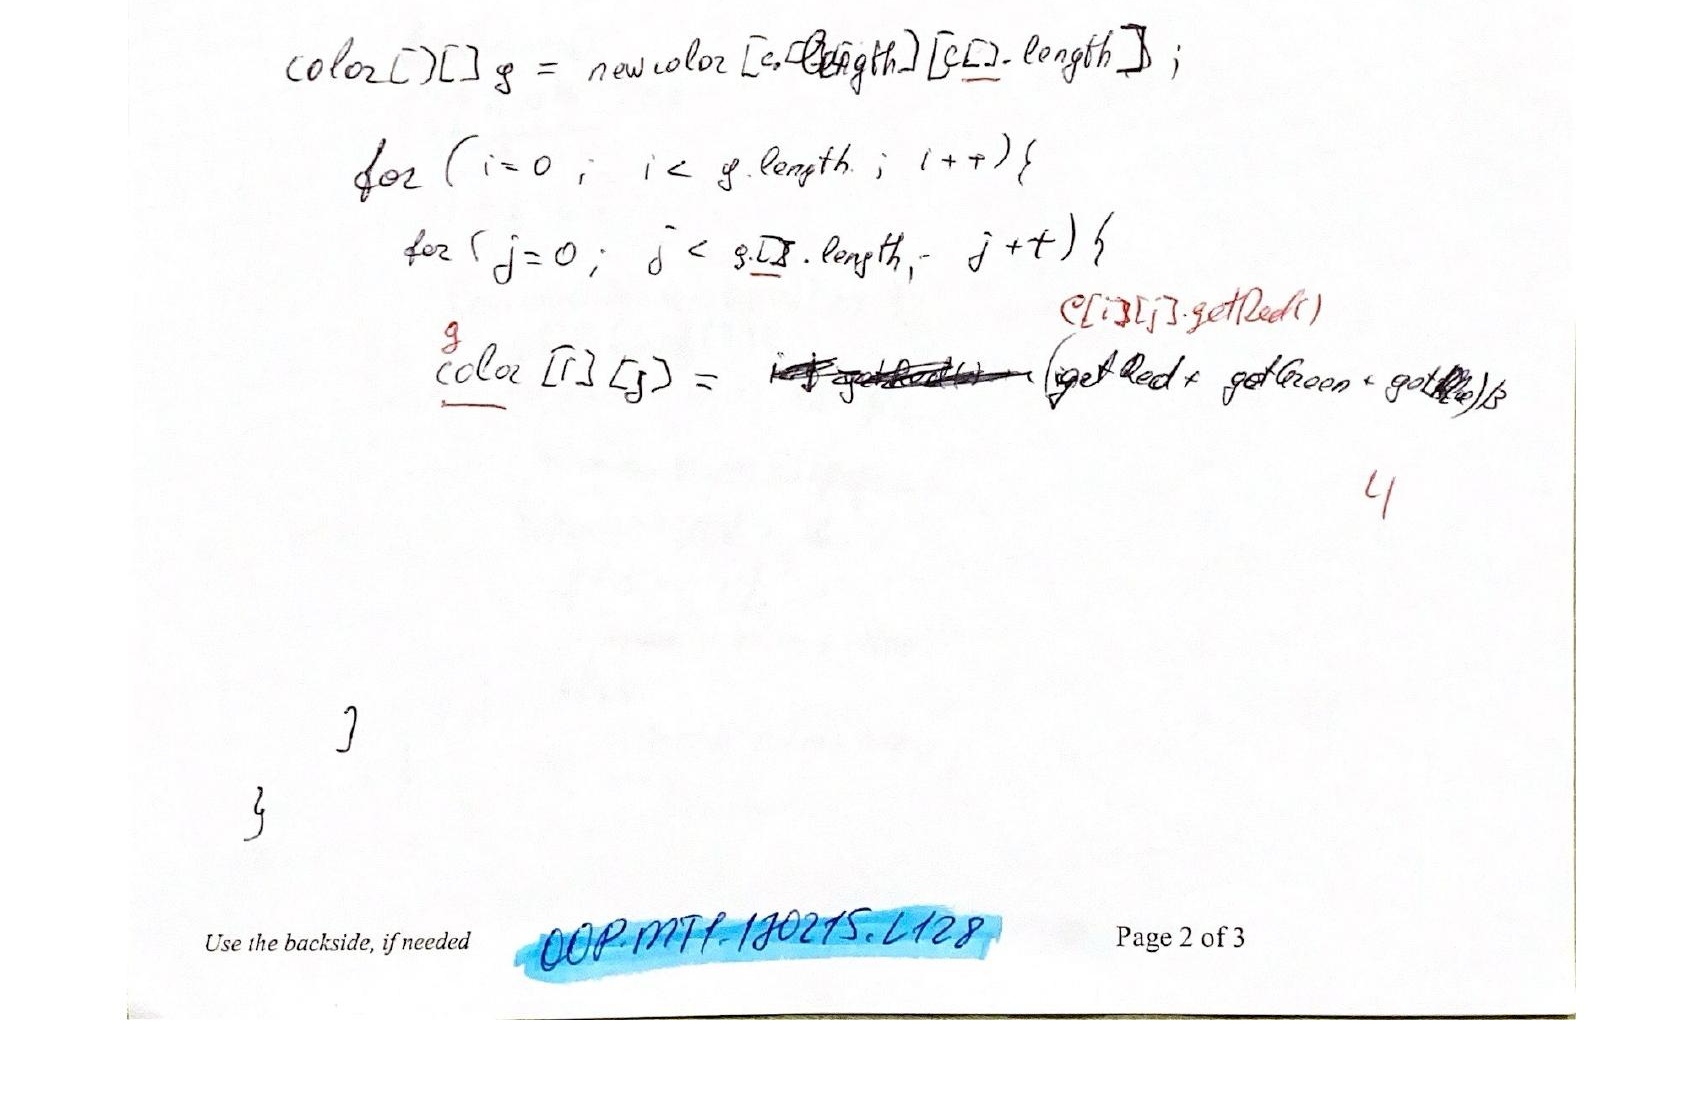 color[][] g = new color [c.length][c[].length];
for (i=0; i< g.length; i++){
for (j=0; j< g.[].length; j++){
c[i][j].getRed()
g
color [i][j] = (getRed + getGreen + getBlue)/3
4
}
}
Use the backside, if needed OOP.MT1.170215.L128 Page 2 of 3